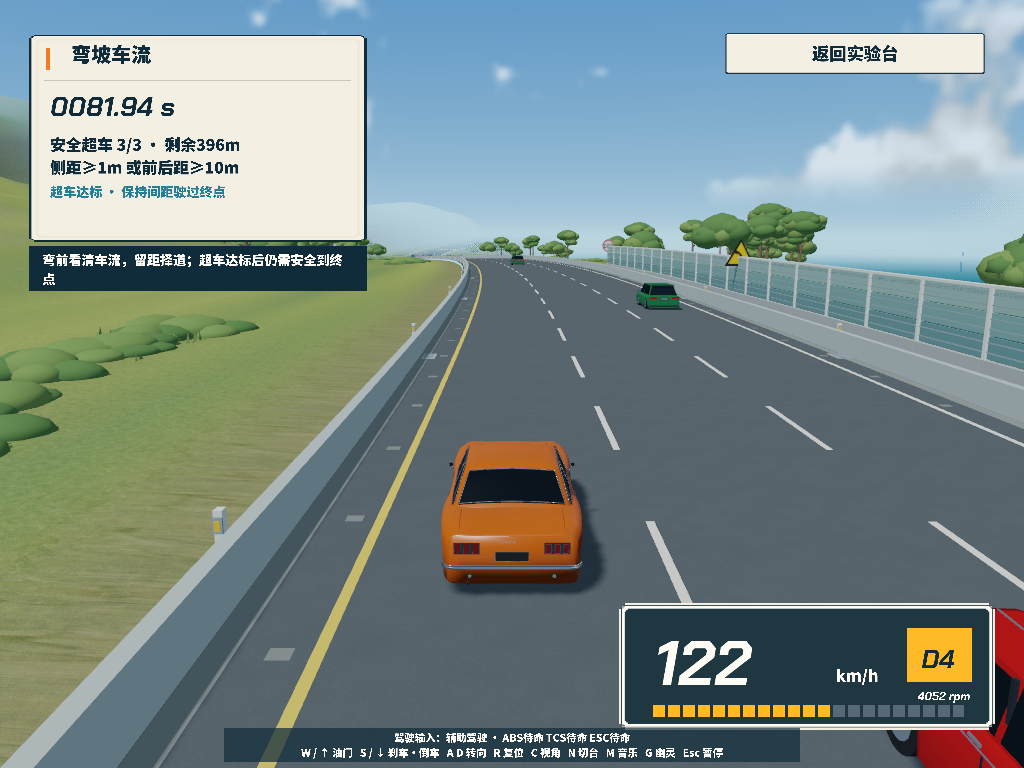 弯坡车流
返回实验台
0081.94 s
安全超车 3/3 · 剩余396m
侧距≥1m 或前后距≥10m
超车达标 · 保持间距驶过终点
弯前看清车流，留距择道；超车达标后仍需安全到终
点
122 km/h D4
4052 rpm
驾驶输入：辅助驾驶 · ABS待命 TCS待命 ESC待命
W / ↑ 油门 S / ↓ 刹车·倒车 A D 转向 R 复位 C 视角 N 切台 M 音乐 G 幽灵 Esc 暂停